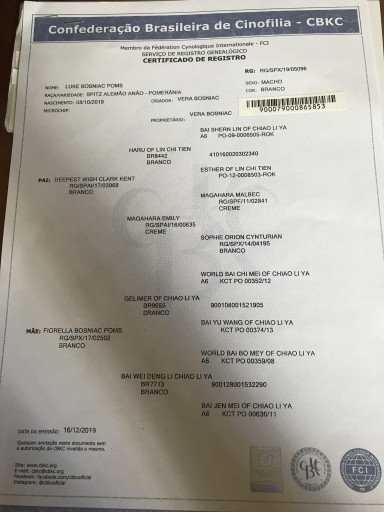 Confederação Brasileira de Cinofilia - CBKC
Membro da Fédération Cynologique Internationale - FCI
SERVIÇO DE REGISTRO GENEALÓGICO
CERTIFICADO DE REGISTRO
RG: RG/SPX/19/05096
NOME: LUKE BOSNIAC POMS
SEXO: MACHO
RAÇA/VARIEDADE: SPITZ ALEMÃO ANÃO - POMERÂNIA
COR: BRANCO
NASCIMENTO: 08/10/2019
CRIADOR: VERA BOSNIAC
MICROCHIP:
900079000865853
PROPRIETÁRIO: VERA BOSNIAC
BAI SHERN LIN OF CHIAO LI YA
A6 PO-09-0006505-ROK
HARU OF LIN CHI TIEN
BR8442 410160020302340
BRANCO
ESTHER OF LIN CHI TIEN
PO-12-0008503-ROK
PAI: DEEPEST WISH CLARK KENT
RG/SPA/17/03068
BRANCO
MAGAHARA MALBEC
RG/SPF/11/02841
CREME
MAGAHARA EMILY
RG/SPAI/16/00635
CREME
SOPHIE ORION CYNTURIAN
RG/SPX/14/04195
BRANCO
WORLD BAI CHI MEI OF CHIAO LI YA
A6 KCT PO 00352/12
GELIMER OF CHIAO LI YA
BR9655 9001080001521905
BRANCO
BAI YU WANG OF CHIAO LI YA
KCT PO 00374/13
MÃE: FIORELLA BOSNIAC POMS
RG/SPX/17/02502
BRANCO
WORLD BAI BO MEY OF CHIAO LI YA
A6 KCT PO 00359/08
BAI WEI DENG LI CHIAO LI YA
BR7713 9001280001532290
BRANCO
BAI JEN MEI OF CHIAO LI YA
A6 KCT PO 00636/11
DATA DA EMISSÃO: 16/12/2019
Qualquer anotação neste documento sem
a autorização da CBKC invalida o mesmo.
Site: www.cbkc.org
E-mail: cbkc@cbkc.org
Facebook: facebook.com/cbkcoficial
Instagram: @cbkcoficial
FCI